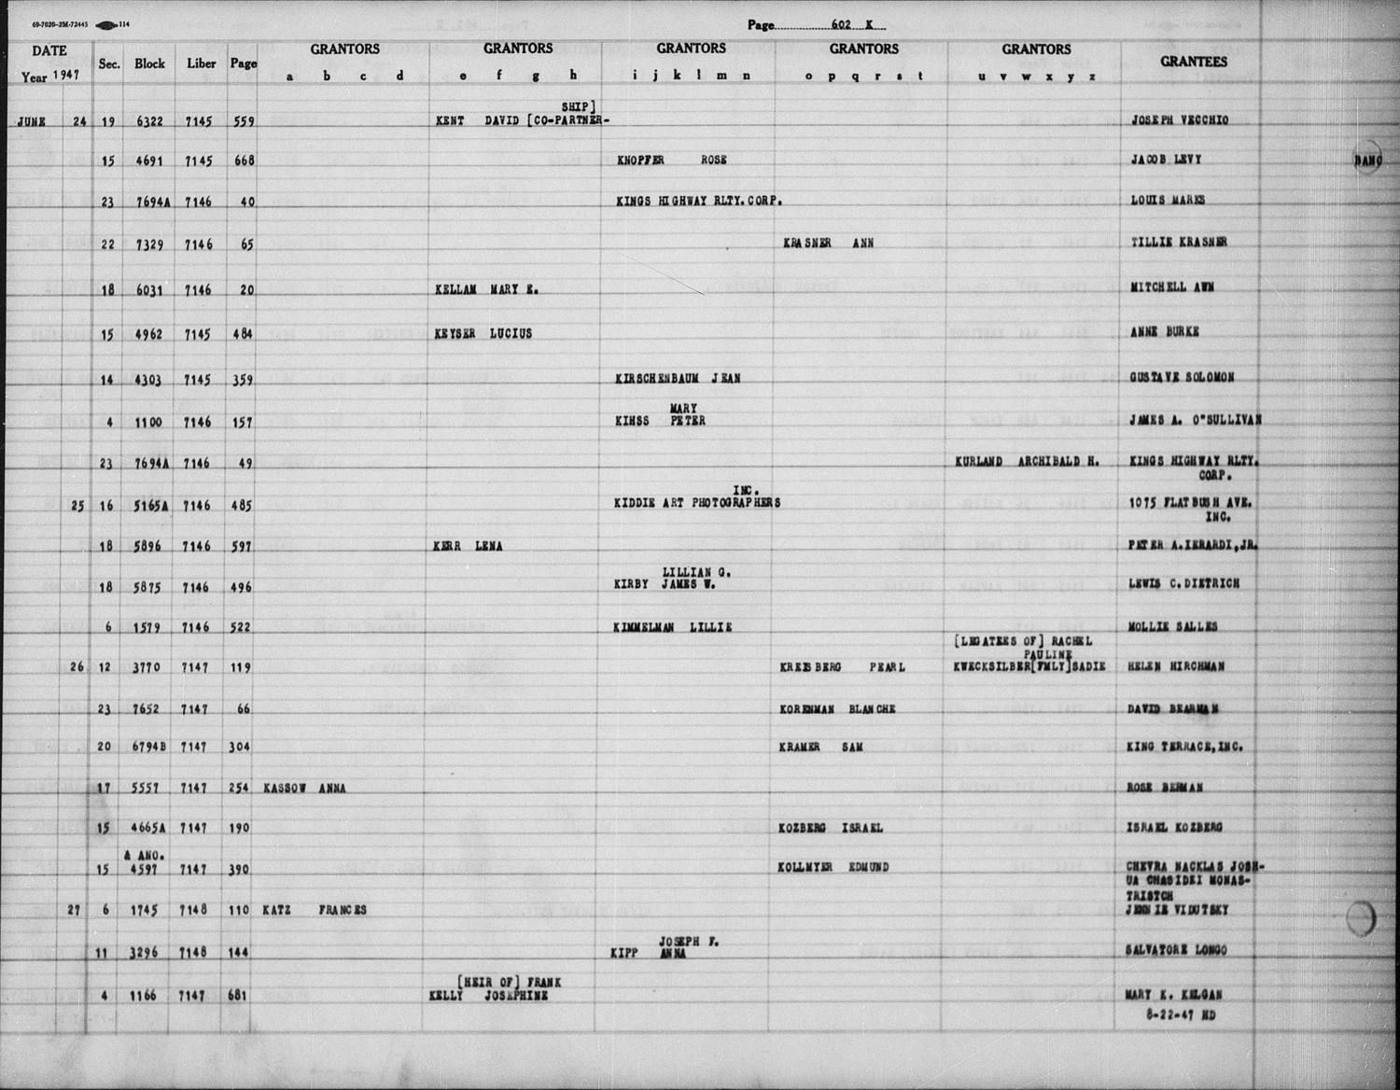 69-7020-25M-72445 114
Page 602 K
DATE Sec. Block Liber Page GRANTORS GRANTORS GRANTORS GRANTORS GRANTORS GRANTEES
Year 1947 a b c d e f g h i j k l m n o p q r s t u v w x y z
SHIP]
JUNE 24 19 6322 7145 559 KENT DAVID [CO-PARTNER- JOSEPH VECCHIO
15 4691 7145 668 KNOPFER ROSE JACOB LEVY
23 7694A 7146 40 KINGS HIGHWAY RLTY.CORP. LOUIS MARKS
22 7329 7146 65 KRASNER ANN TILLIE KRASNER
18 6031 7146 20 KELLAM MARY E. MITCHELL AWN
15 4962 7145 484 KEYSER LUCIUS ANNE BURKE
14 4303 7145 359 KIRSCHENBAUM JEAN GUSTAVE SOLOMON
MARY
4 1100 7146 157 KIHSS PETER JAMES A. O"SULLIVAN
23 7694A 7146 49 KURLAND ARCHIBALD H. KINGS HIGHWAY RLTY.
CORP.
INC.
25 16 5165A 7146 485 KIDDIE ART PHOTOGRAPHERS 1075 FLATBUSH AVE.
INC.
18 5896 7146 597 KERR LENA PETER A.IERARDI,JR.
LILLIAN G.
18 5875 7146 496 KIRBY JAMES W. LEWIS C.DIETRICH
6 1579 7146 522 KIMMELMAN LILLIE MOLLIE SALLES
[LEGATEES OF] RACHEL
PAULINE
26 12 3770 7147 119 KREISBERG PEARL KWECKSILBER[FMLY]SADIE HELEN HIRCHMAN
23 7652 7147 66 KORENMAN BLANCHE DAVID BEARMAN
20 6794B 7147 304 KRAMER SAM KING TERRACE,INC.
17 5557 7147 254 KASSOW ANNA ROSE BERMAN
15 4665A 7147 190 KOZBERG ISRAEL ISRAEL KOZBERG
& ANO.
15 4597 7147 390 KOLLMYER EDMUND CHEVRA NACKLAS JOSH-
UA CHASIDEI MONAS-
TRISTCH
27 6 1745 7148 110 KATZ FRANCES JENNIE VIDUTSKY
JOSEPH F.
11 3296 7148 144 KIPP ANNA SALVATORE LONGO
[HEIR OF] FRANK
4 1166 7147 681 KELLY JOSEPHINE MARY K. KELGAN
8-22-47 HD